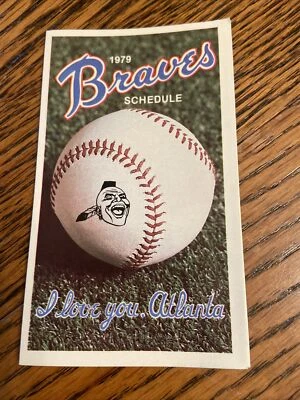 1979
Braves
SCHEDULE
I love you, Atlanta